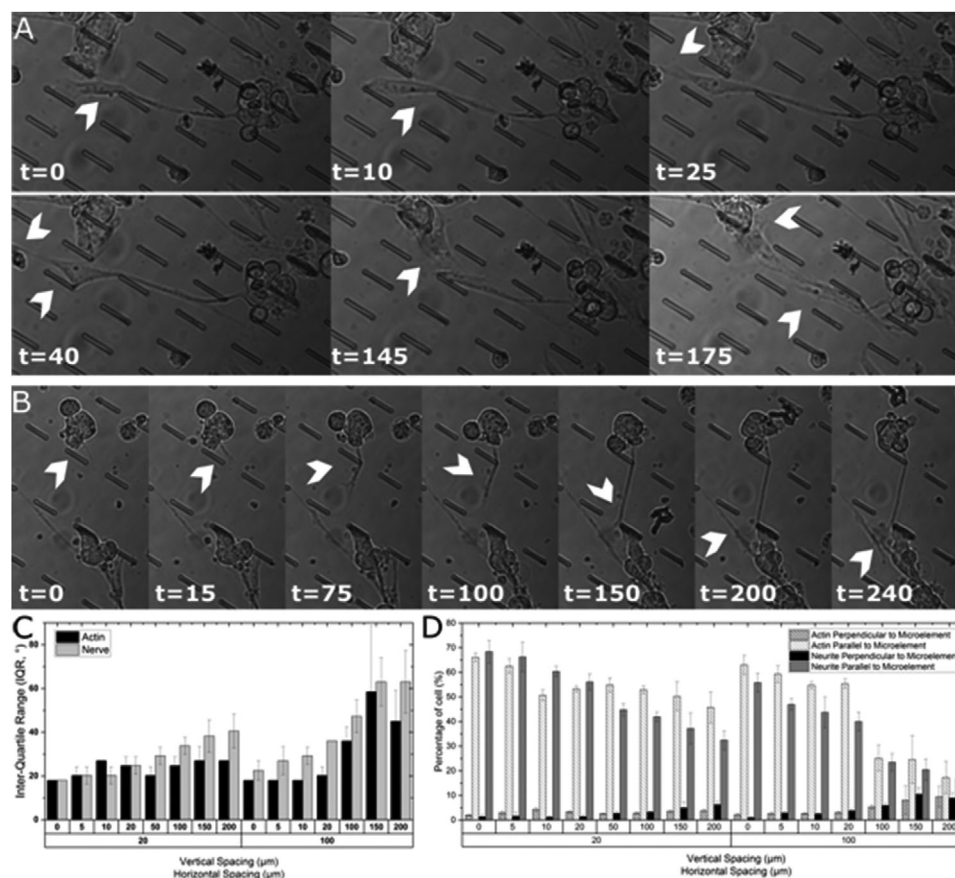 A
t=0 t=10 t=25
t=40 t=145 t=175
B
t=0 t=15 t=75 t=100 t=150 t=200 t=240
C
Actin
Nerve
Inter-Quartile Range (IQR, °)
80
60
40
20
0
0 5 10 20 50 100 150 200 0 5 10 20 100 150 200
20 100
Vertical Spacing (µm)
Horizontal Spacing (µm)
D
Actin Perpendicular to Microelement
Actin Parallel to Microelement
Neurite Perpendicular to Microelement
Neurite Parallel to Microelement
Percentage of cell (%)
80
70
60
50
40
30
20
10
0
0 5 10 20 50 100 150 200 0 5 10 20 100 150 200
20 100
Vertical Spacing (µm)
Horizontal Spacing (µm)